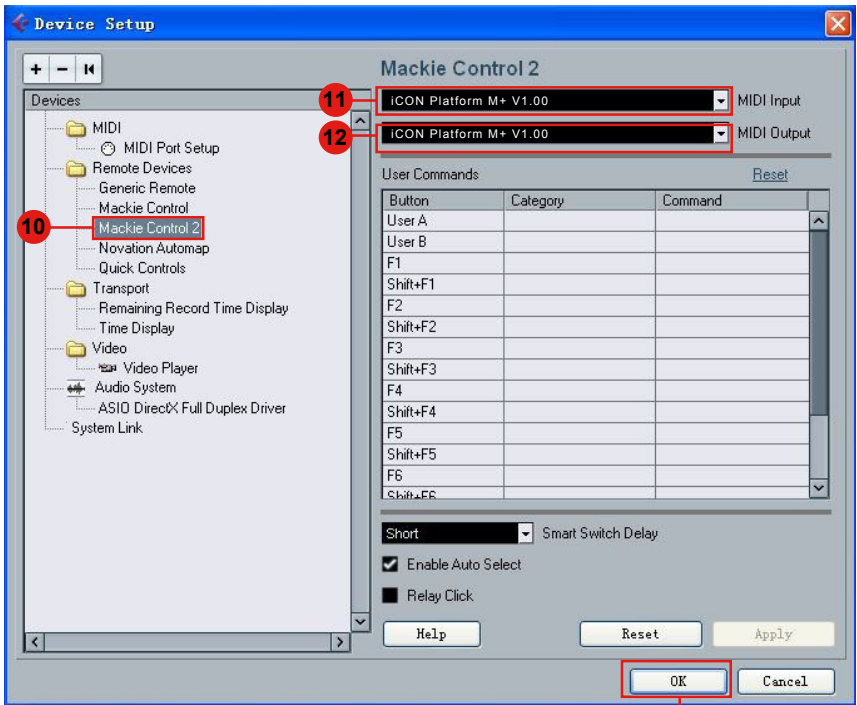 Device Setup
Devices
MIDI
MIDI Port Setup
Remote Devices
Generic Remote
Mackie Control
10
Mackie Control 2
Novation Automap
Quick Controls
Transport
Remaining Record Time Display
Time Display
Video
Video Player
Audio System
ASIO DirectX Full Duplex Driver
System Link
Mackie Control 2
11
iCON Platform M+ V1.00
MIDI Input
12
iCON Platform M+ V1.00
MIDI Output
User Commands
Reset
Button Category Command
User A
User B
F1
Shift+F1
F2
Shift+F2
F3
Shift+F3
F4
Shift+F4
F5
Shift+F5
F6
Shift+F6
Short
Smart Switch Delay
Enable Auto Select
Relay Click
Help
Reset
Apply
OK
Cancel